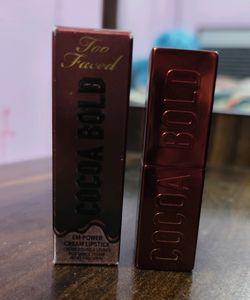 Too
Faced
COCOA BOLD
EM-POWER
CREAM LIPSTICK
COCOA BOLD